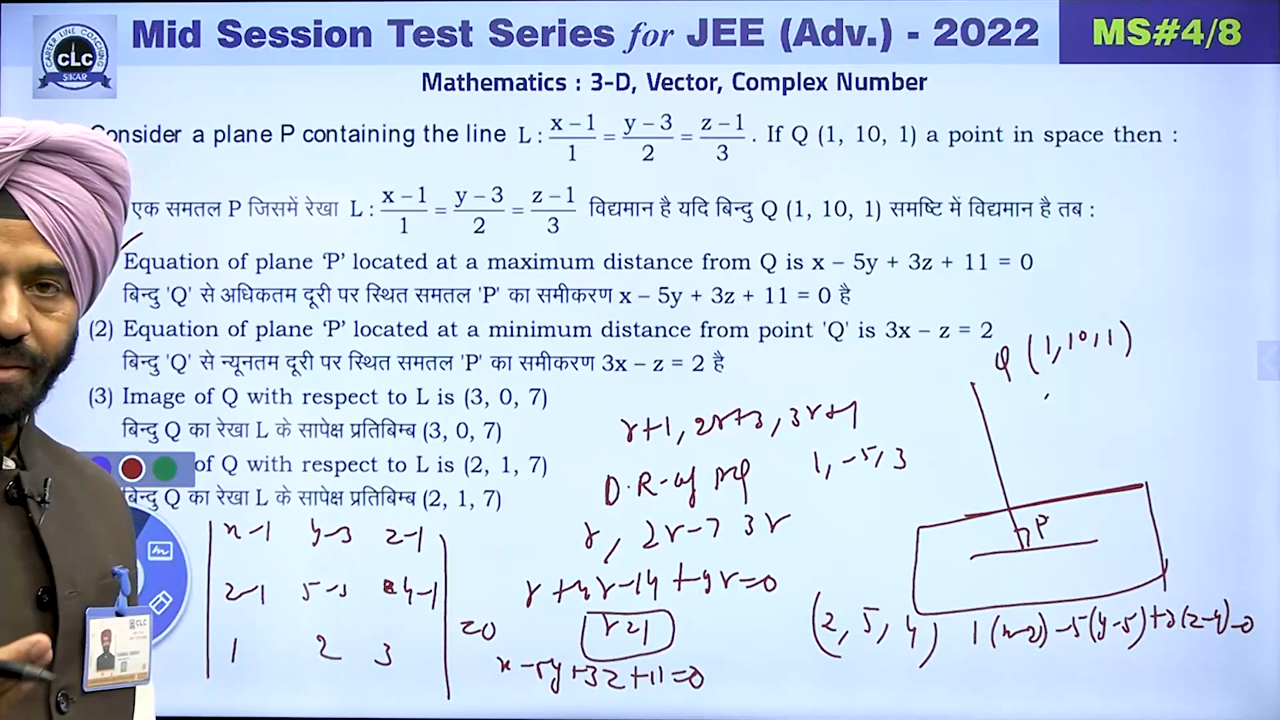 Mid Session Test Series for JEE (Adv.) - 2022
MS#4/8
CAREER LINE COACHING
CLC
SIKAR
Mathematics : 3-D, Vector, Complex Number
onsider a plane P containing the line L : x – 1/1 = y – 3/2 = z – 1/3 . If Q (1, 10, 1) a point in space then :
एक समतल P जिसमें रेखा L : x – 1/1 = y – 3/2 = z – 1/3 विद्यमान है यदि बिन्दु Q (1, 10, 1) समष्टि में विद्यमान है तब :
Equation of plane ‘P’ located at a maximum distance from Q is x – 5y + 3z + 11 = 0
बिन्दु 'Q' से अधिकतम दूरी पर स्थित समतल 'P' का समीकरण x – 5y + 3z + 11 = 0 है
(2) Equation of plane ‘P’ located at a minimum distance from point 'Q' is 3x – z = 2
बिन्दु 'Q' से न्यूनतम दूरी पर स्थित समतल 'P' का समीकरण 3x – z = 2 है
(3) Image of Q with respect to L is (3, 0, 7)
बिन्दु Q का रेखा L के सापेक्ष प्रतिबिम्ब (3, 0, 7)
of Q with respect to L is (2, 1, 7)
बिन्दु Q का रेखा L के सापेक्ष प्रतिबिम्ब (2, 1, 7)
Q (1, 10, 1)
r+1, 2r+3, 3r+1
D.R. of PQ
1, -5, 3
r, 2r-7 3r
r+4r-14+9r=0
r=1
P
x-1 y-3 z-1
2-1 5-3 4-1
1 2 3
=0
x-5y+3z+11=0
(2, 5, 4) 1(x-2)-5(y-5)+3(z-4)=0
CLC